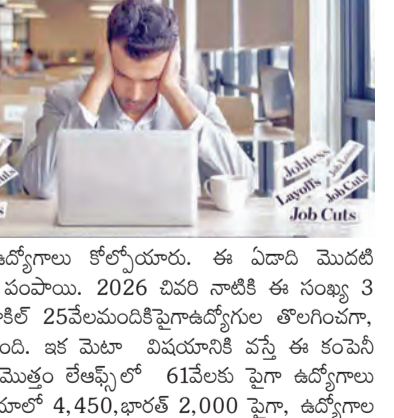 Jobless
Layoffs
Job Cuts
Job Cuts
ఉద్యోగాలు కోల్పోయారు. ఈ ఏడాది మొదటి
పంపాయి. 2026 చివరి నాటికి ఈ సంఖ్య 3
25వేలమందికిపైగాఉద్యోగుల తొలగించగా,
ఇక మెటా విషయానికి వస్తే ఈ కంపెనీ
మొత్తం లేఆఫ్స్‌లో 61వేలకు పైగా ఉద్యోగాలు
4,450,భారత్ 2,000 పైగా, ఉద్యోగాల